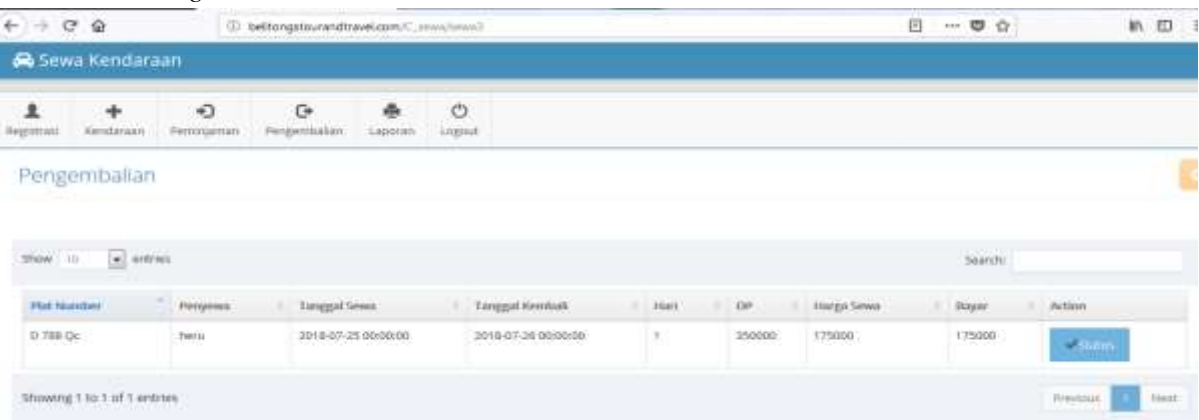 belitongstourandtravel.com/C_sewa/sewa3
Sewa Kendaraan
Registrasi Kendaraan Peminjaman Pengembalian Laporan Logout
Pengembalian
Show 10 entries Search:
Plat Number Penyewa Tanggal Sewa Tanggal Kembali Hari DP Harga Sewa Bayar Action
D 788 Qc heru 2018-07-25 00:00:00 2018-07-26 00:00:00 1 350000 175000 175000 Status
Showing 1 to 1 of 1 entries Previous 1 Next